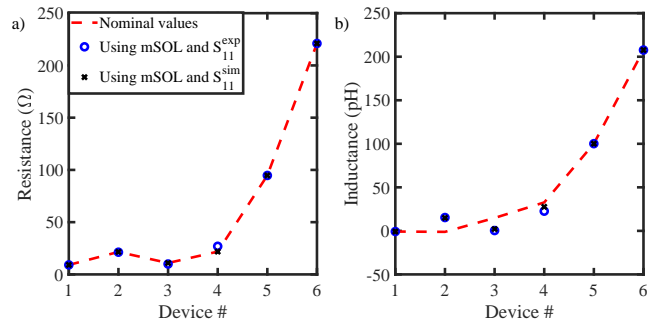 a)
Nominal values
Using mSOL and S₁₁ᵉˣᵖ
Using mSOL and S₁₁ˢⁱᵐ
Resistance (Ω)
250
200
150
100
50
0
1 2 3 4 5 6
Device #
b)
Inductance (pH)
250
200
150
100
50
0
-50
1 2 3 4 5 6
Device #